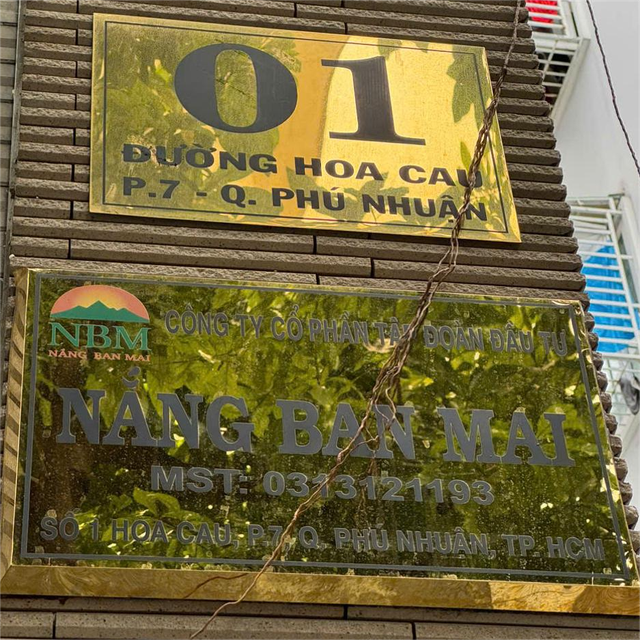 01
ĐƯỜNG HOA CAU
P.7 - Q. PHÚ NHUẬN
NBM
NẮNG BAN MAI
CÔNG TY CỔ PHẦN TẬP ĐOÀN ĐẦU TƯ
NẮNG BAN MAI
MST: 0313121193
SỐ 1 HOA CAU, P.7, Q. PHÚ NHUẬN, TP. HCM